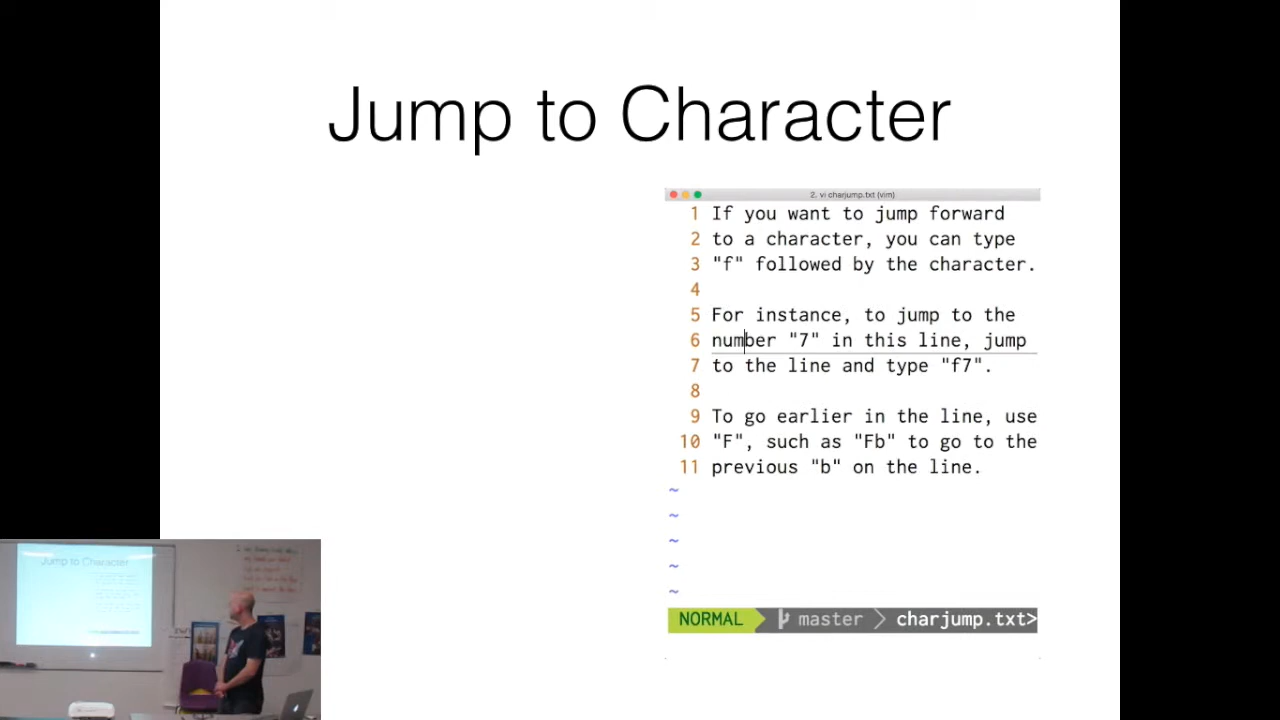 Jump to Character
2. vi charjump.txt (vim)
1 If you want to jump forward
2 to a character, you can type
3 "f" followed by the character.
4
5 For instance, to jump to the
6 number "7" in this line, jump
7 to the line and type "f7".
8
9 To go earlier in the line, use
10 "F", such as "Fb" to go to the
11 previous "b" on the line.
~
~
~
~
~
NORMAL master charjump.txt>
Jump to Character